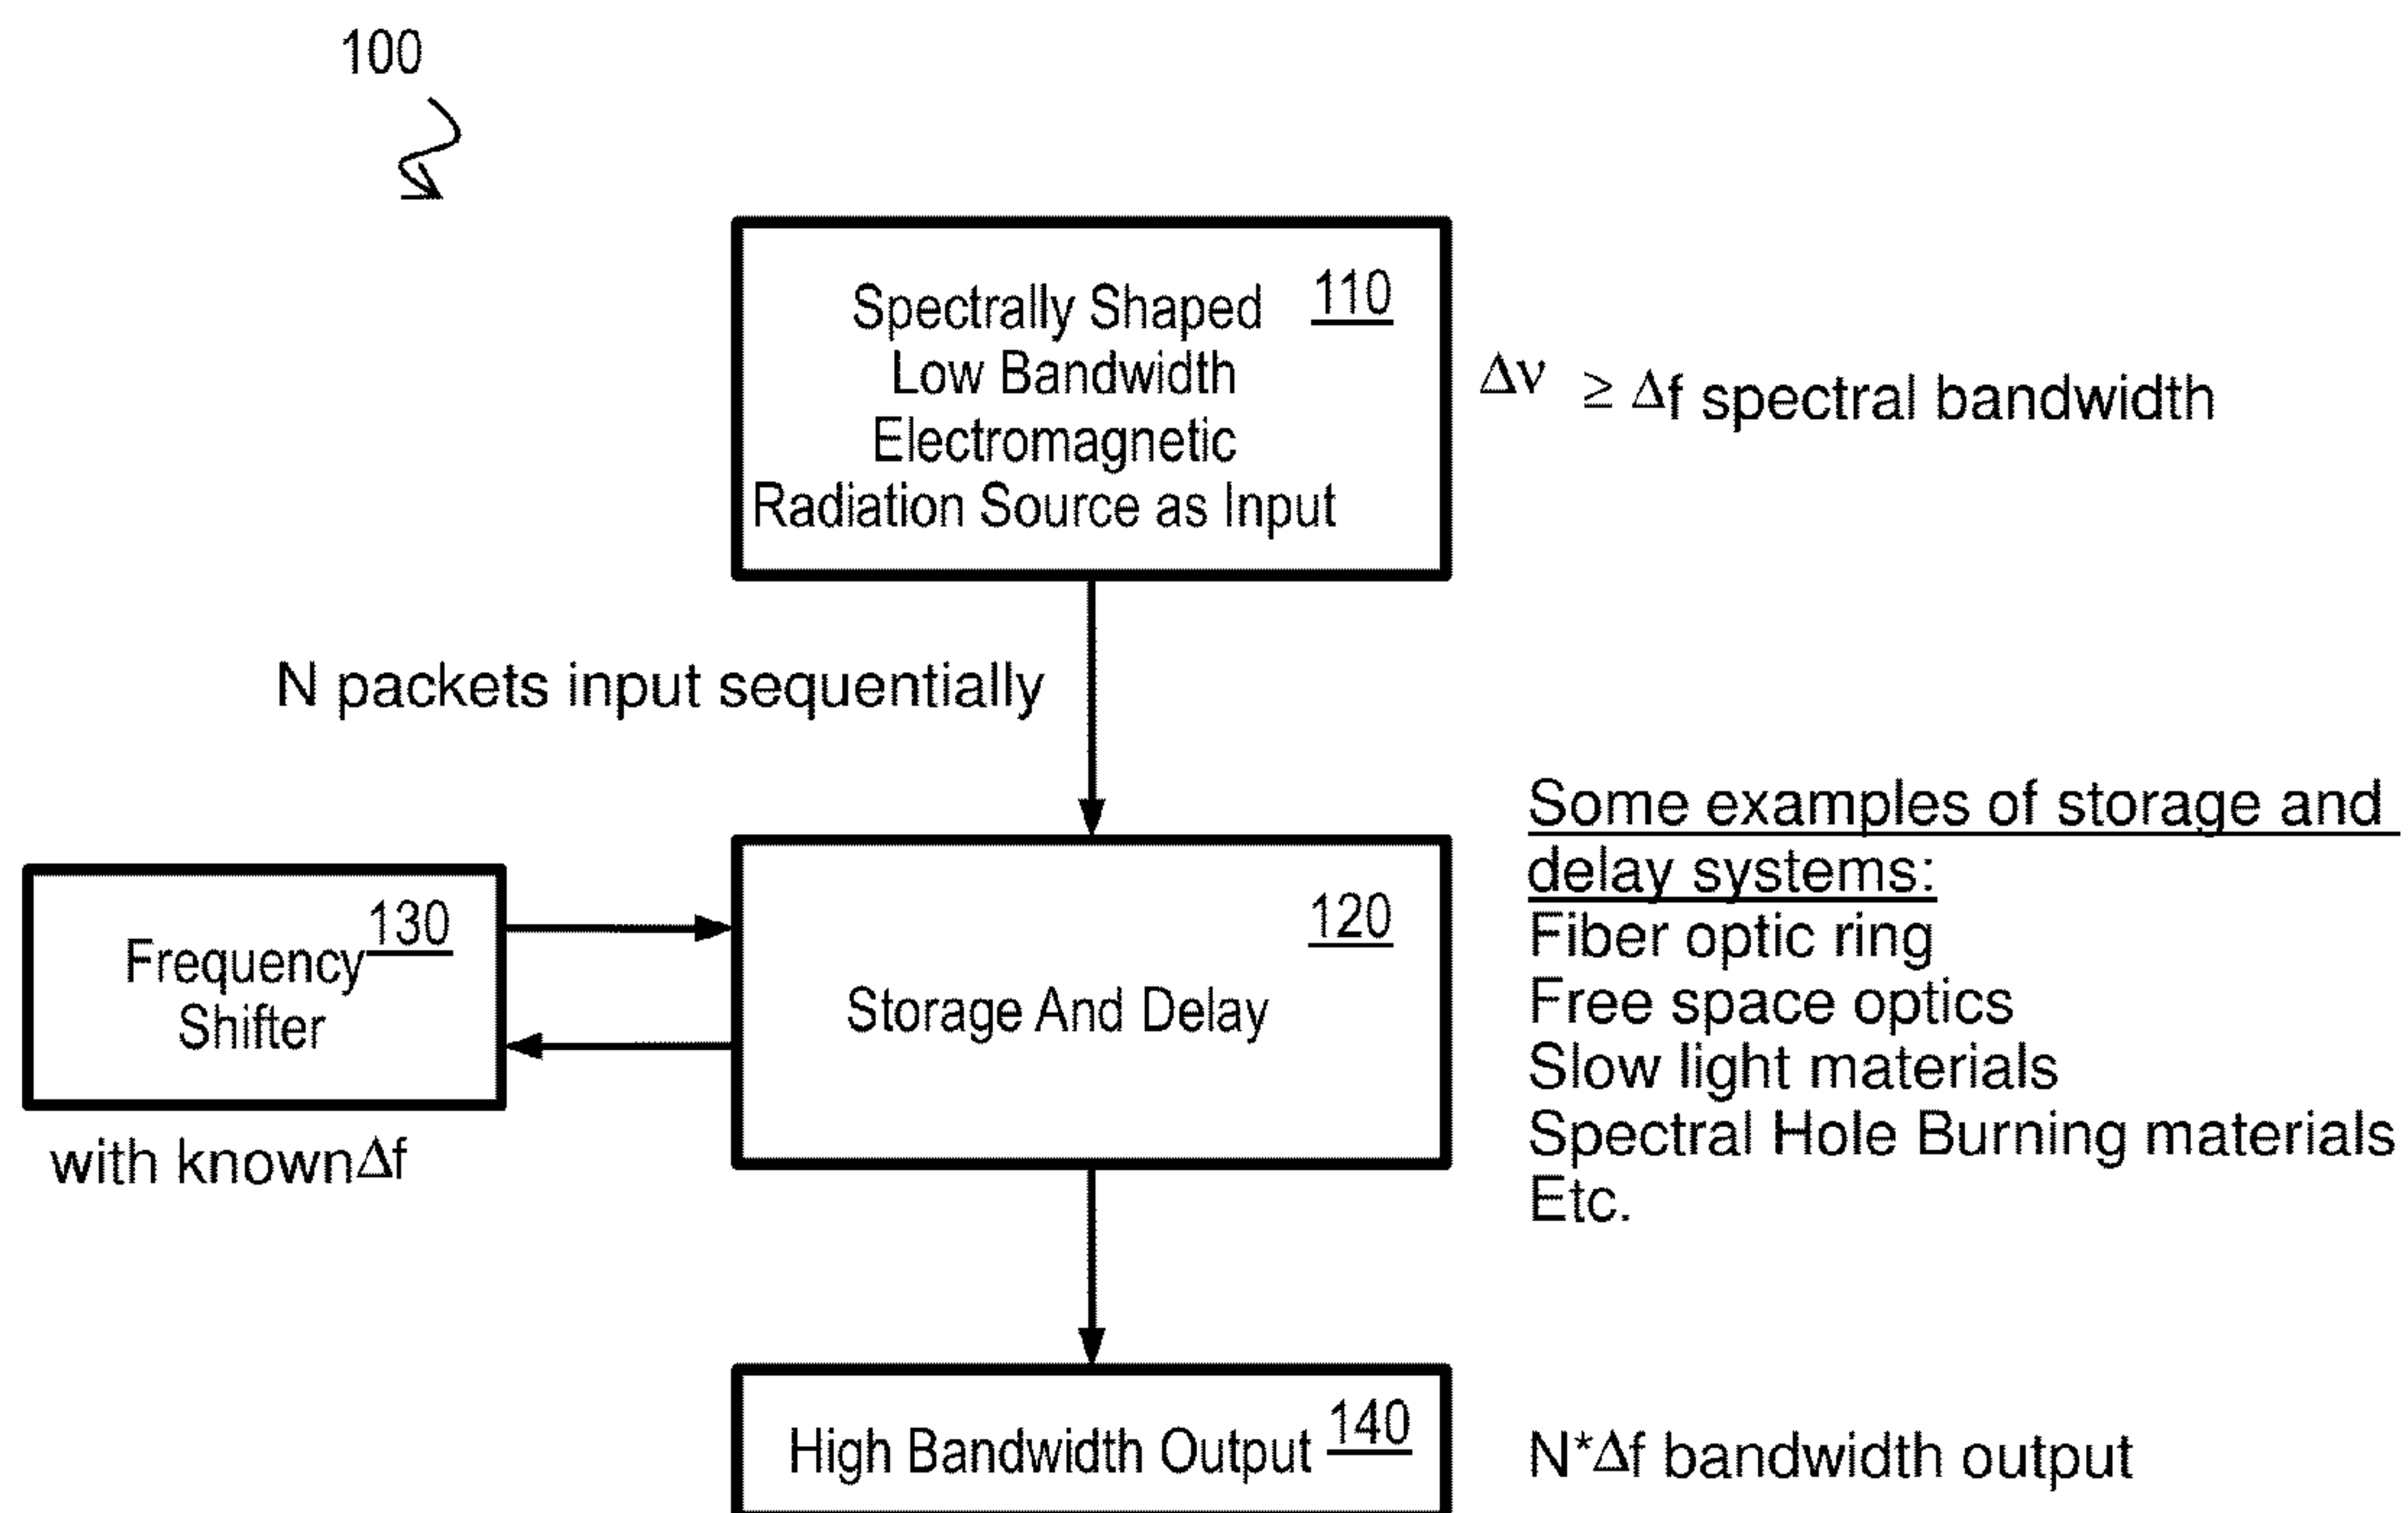 100
Spectrally Shaped 110
Low Bandwidth
Electromagnetic
Radiation Source as Input
Δν ≥ Δf spectral bandwidth
N packets input sequentially
Frequency 130
Shifter
with knownΔf
120
Storage And Delay
Some examples of storage and
delay systems:
Fiber optic ring
Free space optics
Slow light materials
Spectral Hole Burning materials
Etc.
High Bandwidth Output 140
N*Δf bandwidth output